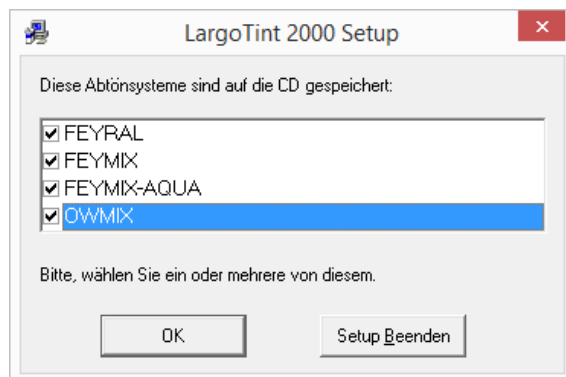 LargoTint 2000 Setup
Diese Abtönsysteme sind auf die CD gespeichert:
FEYRAL
FEYMIX
FEYMIX-AQUA
OWMIX
Bitte, wählen Sie ein oder mehrere von diesem.
OK Setup Beenden